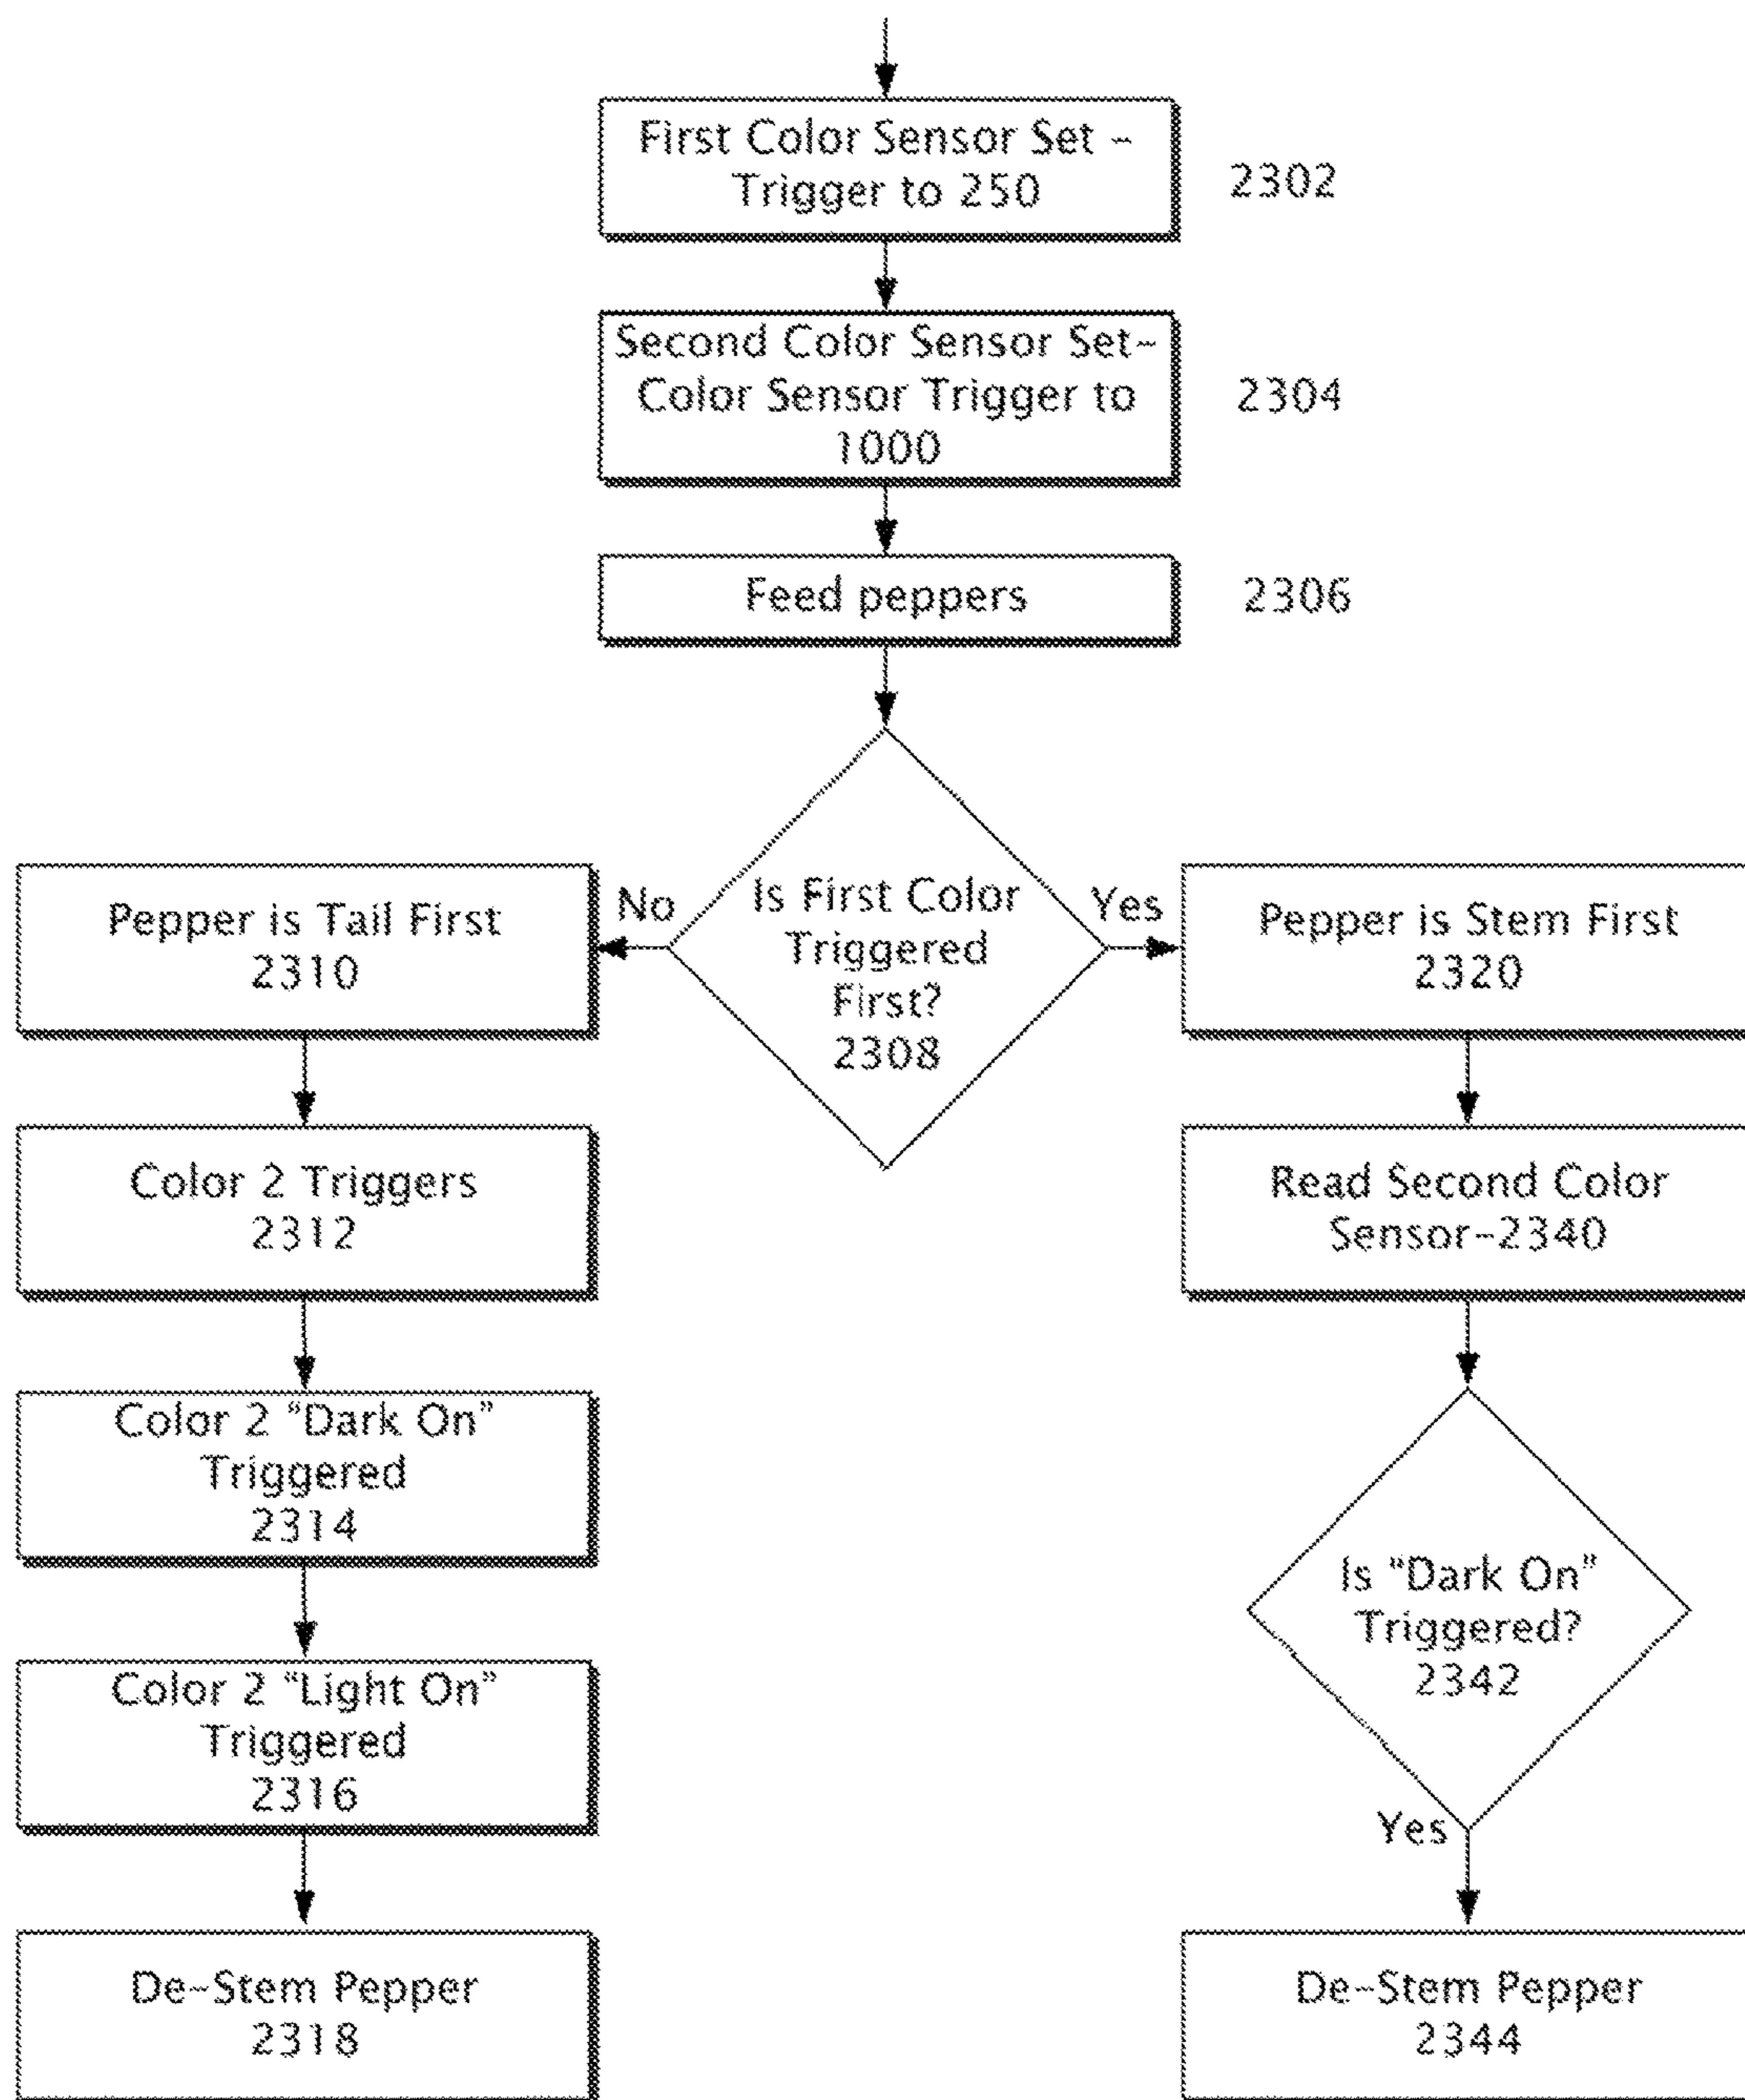 First Color Sensor Set -
Trigger to 250
2302
Second Color Sensor Set-
Color Sensor Trigger to
1000
2304
Feed peppers
2306
Is First Color
Triggered
First?
2308
No
Yes
Pepper is Tail First
2310
Color 2 Triggers
2312
Color 2 “Dark On”
Triggered
2314
Color 2 “Light On”
Triggered
2316
De-Stem Pepper
2318
Pepper is Stem First
2320
Read Second Color
Sensor-2340
Is “Dark On”
Triggered?
2342
Yes
De-Stem Pepper
2344